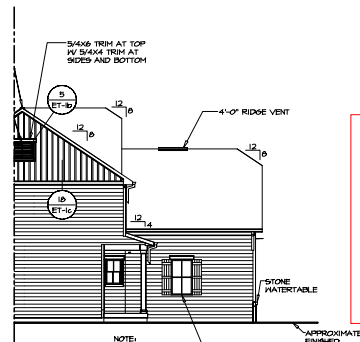 5/4X6 TRIM AT TOP
W/ 5/4X4 TRIM AT
SIDES AND BOTTOM
5
ET-1b
12
8
4'-0" RIDGE VENT
12
8
12
8
18
ET-1c
12
4
STONE
WATERTABLE
APPROXIMATE
FINISHED
NOTE: